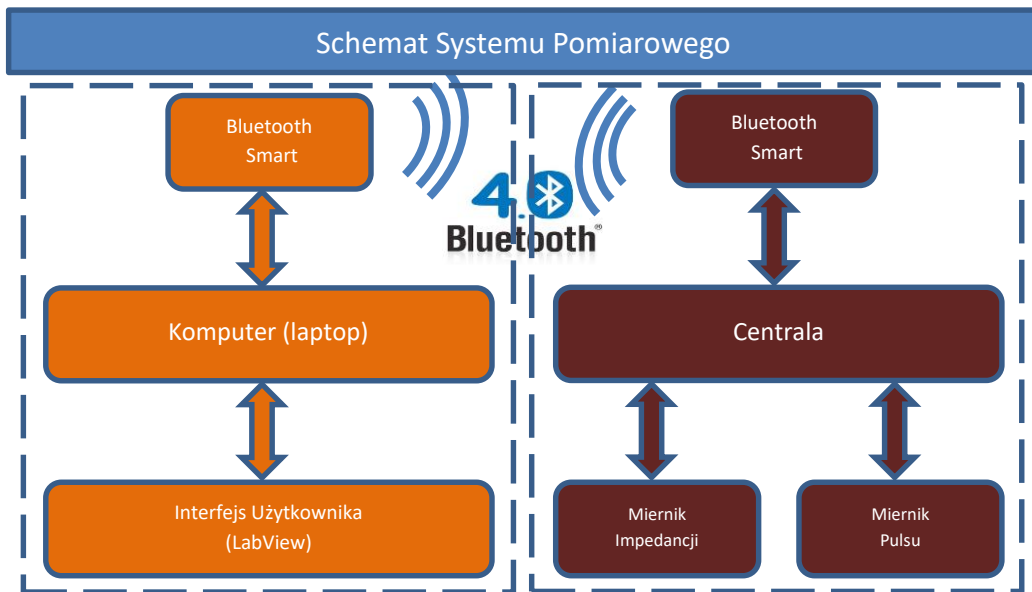 Schemat Systemu Pomiarowego
Bluetooth
Smart
Bluetooth
Smart
4.0
Bluetooth®
Komputer (laptop)
Centrala
Interfejs Użytkownika
(LabView)
Miernik
Impedancji
Miernik
Pulsu